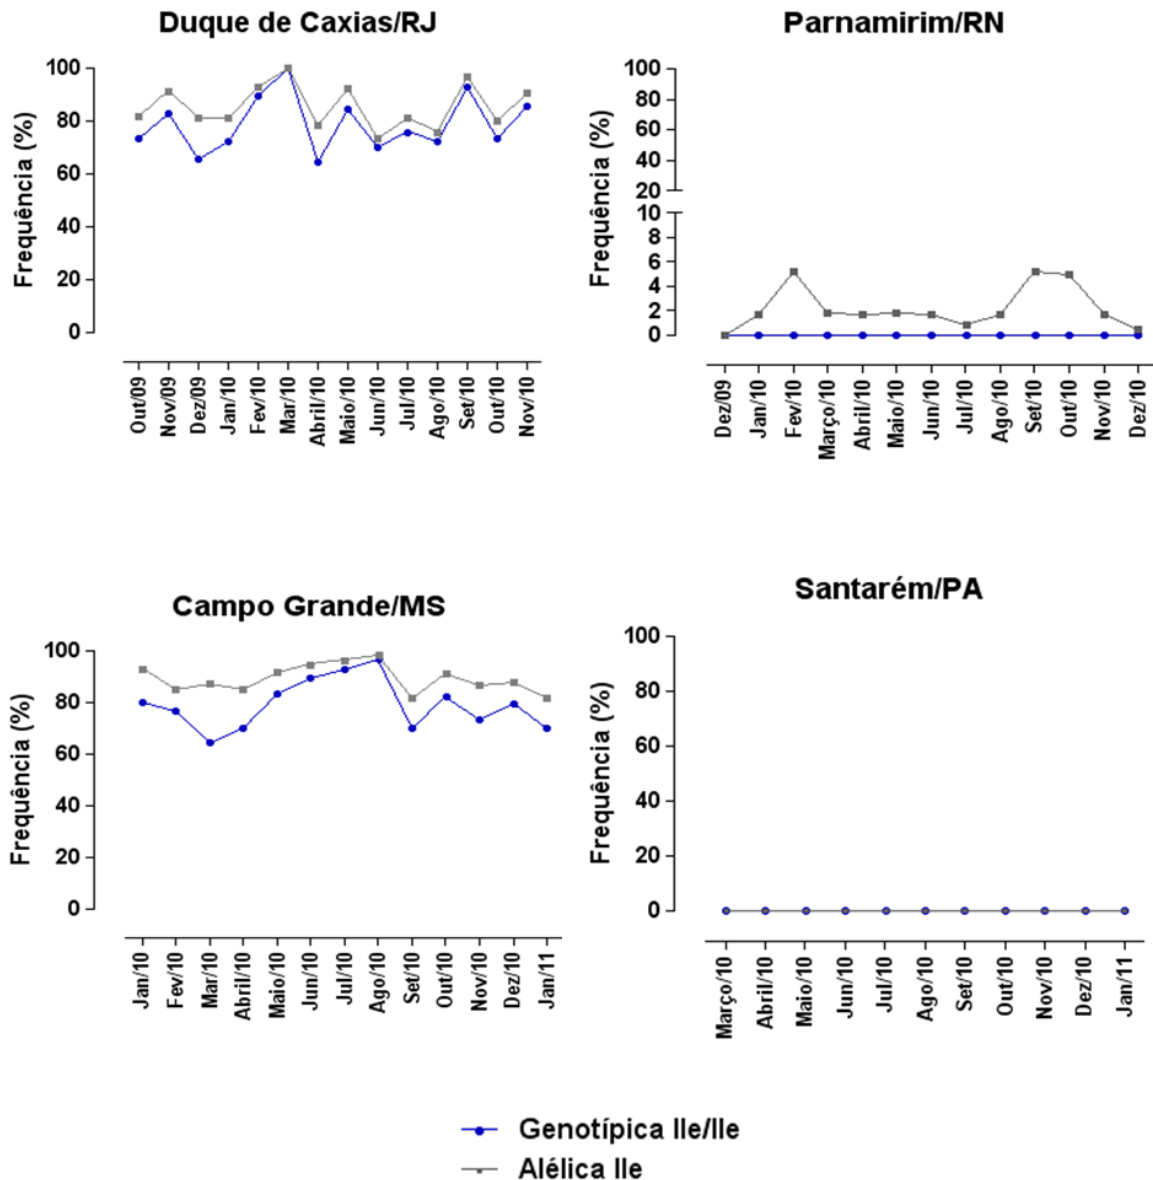 Duque de Caxias/RJ
Frequência (%)
100
80
60
40
20
0
Out/09
Nov/09
Dez/09
Jan/10
Fev/10
Mar/10
Abril/10
Maio/10
Jun/10
Jul/10
Ago/10
Set/10
Out/10
Nov/10
Parnamirim/RN
Frequência (%)
100
80
60
40
20
10
8
6
4
2
0
Dez/09
Jan/10
Fev/10
Março/10
Abril/10
Maio/10
Jun/10
Jul/10
Ago/10
Set/10
Out/10
Nov/10
Dez/10
Campo Grande/MS
Frequência (%)
100
80
60
40
20
0
Jan/10
Fev/10
Mar/10
Abril/10
Maio/10
Jun/10
Jul/10
Ago/10
Set/10
Out/10
Nov/10
Dez/10
Jan/11
Santarém/PA
Frequência (%)
100
80
60
40
20
0
Março/10
Abril/10
Maio/10
Jun/10
Jul/10
Ago/10
Set/10
Out/10
Nov/10
Dez/10
Jan/11
Genotípica Ile/Ile
Alélica Ile